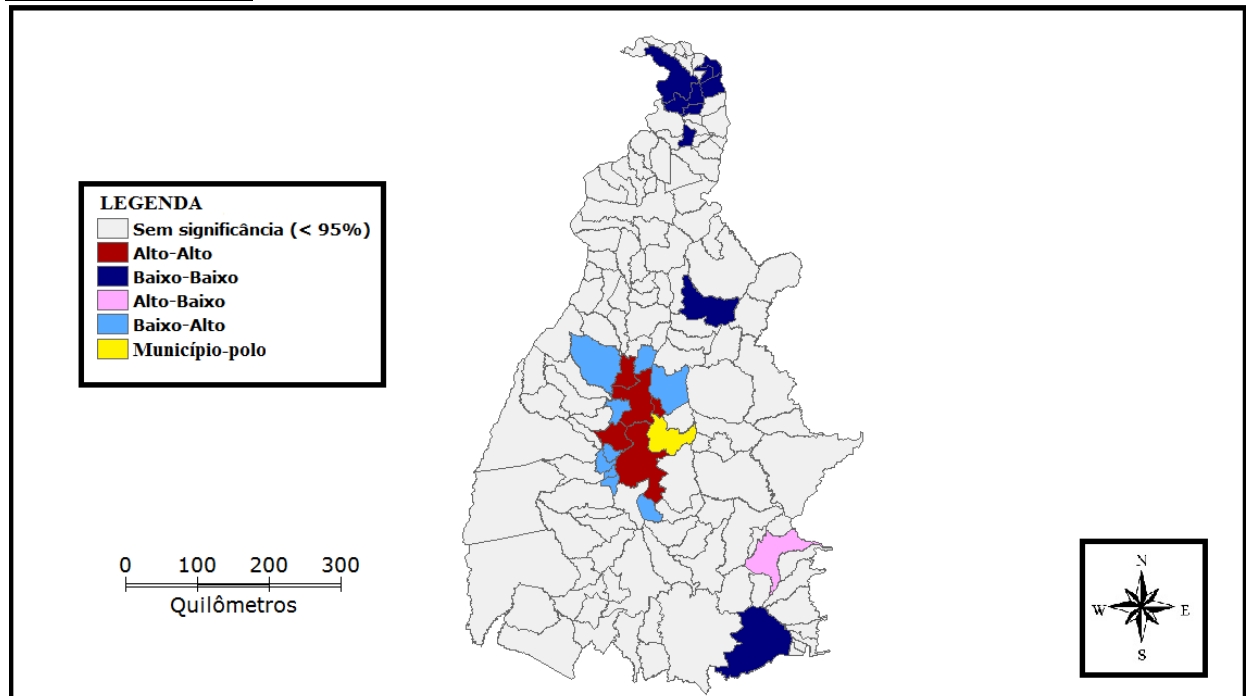 LEGENDA
Sem significância (< 95%)
Alto-Alto
Baixo-Baixo
Alto-Baixo
Baixo-Alto
Município-polo
0 100 200 300
Quilômetros
N
W E
S